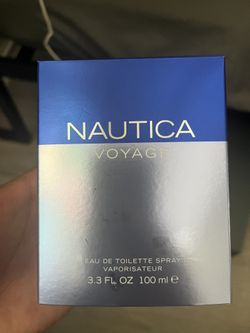 NAUTICA
VOYAGE
EAU DE TOILETTE SPRAY
VAPORISATEUR
3.3 FL OZ 100 ml ℮